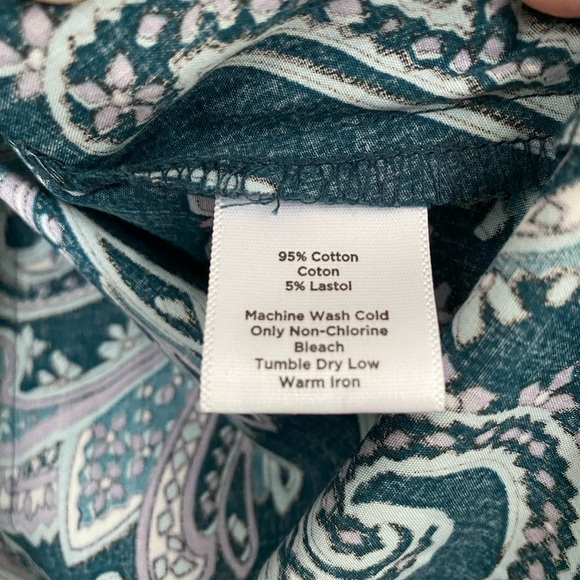 95% Cotton
Coton
5% Lastol
Machine Wash Cold
Only Non-Chlorine
Bleach
Tumble Dry Low
Warm Iron